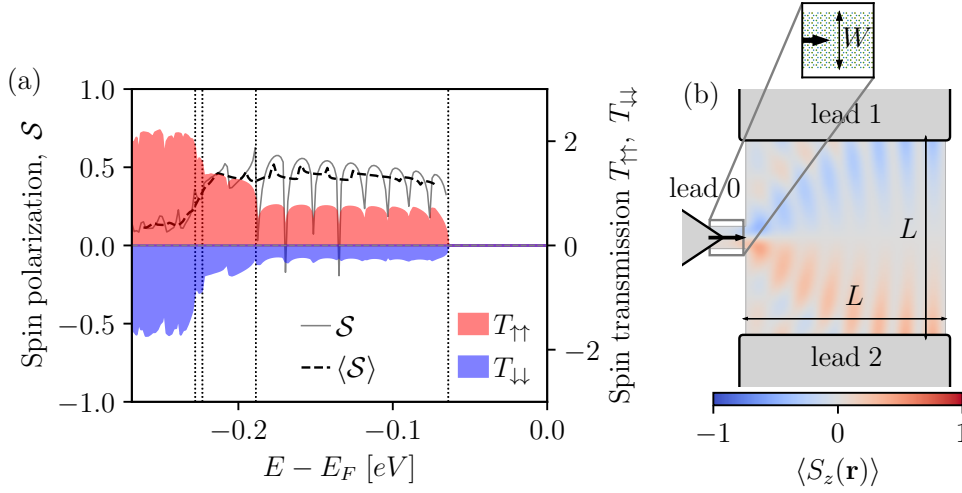 (a)
Spin polarization, 𝒮
1.0
0.5
0.0
−0.5
−1.0
−0.2
−0.1
0.0
E − E_F [eV]
2
0
−2
Spin transmission T↑↑, T↓↓
𝒮
⟨𝒮⟩
T↑↑
T↓↓
(b)
W
lead 1
lead 0
L
L
lead 2
−1
0
1
⟨S_z(𝐫)⟩